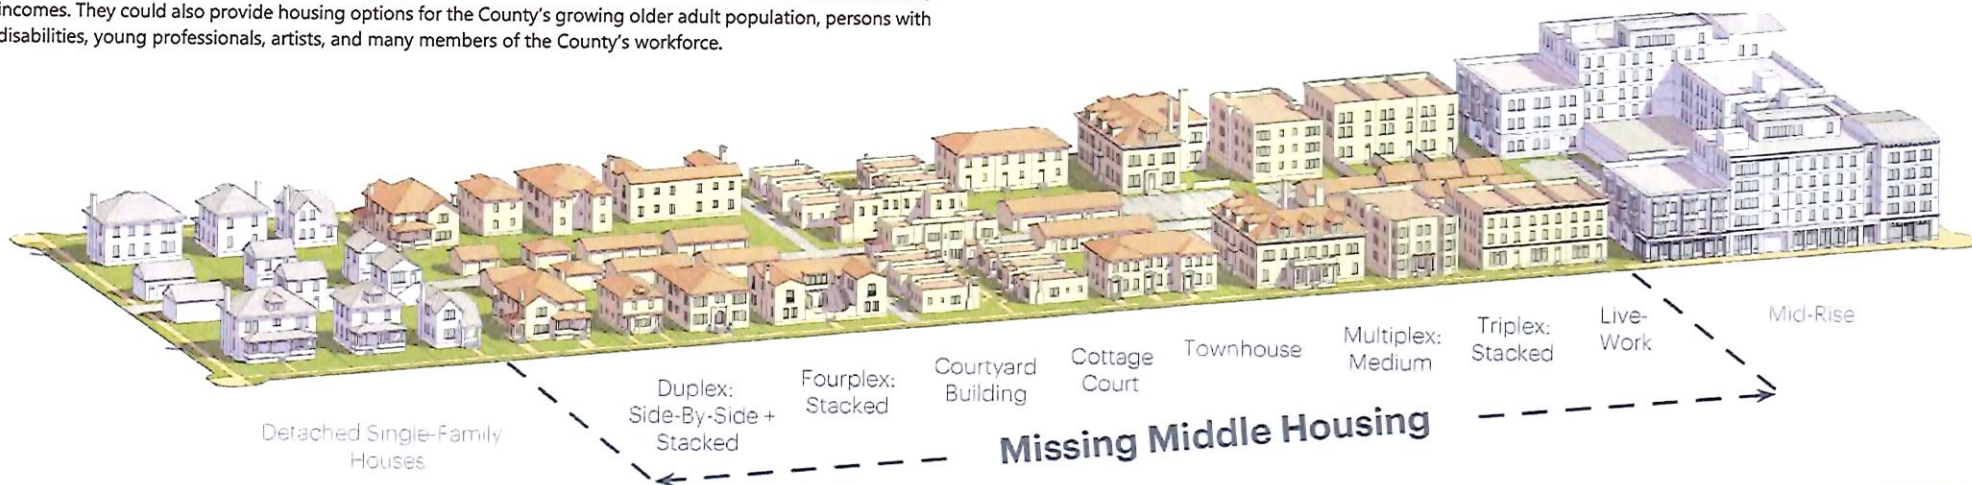 incomes. They could also provide housing options for the County's growing older adult population, persons with
disabilities, young professionals, artists, and many members of the County's workforce.
Detached Single-Family
Houses
Duplex:
Side-By-Side +
Stacked
Fourplex:
Stacked
Courtyard
Building
Cottage
Court
Townhouse
Multiplex:
Medium
Triplex:
Stacked
Live-
Work
Mid-Rise
Missing Middle Housing